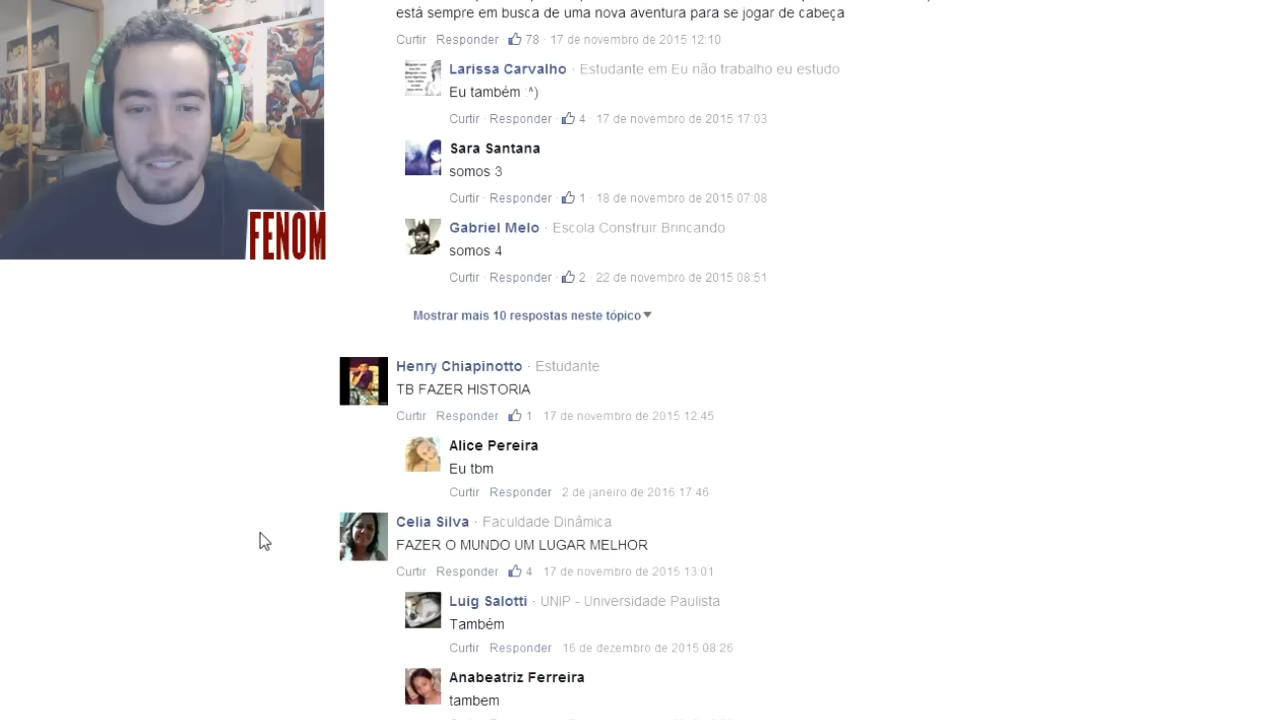 está sempre em busca de uma nova aventura para se jogar de cabeça
Curtir · Responder · 78 · 17 de novembro de 2015 12:10
Larissa Carvalho · Estudante em Eu não trabalho eu estudo
Eu também :^)
Curtir · Responder · 4 · 17 de novembro de 2015 17:03
Sara Santana
somos 3
Curtir · Responder · 1 · 18 de novembro de 2015 07:08
Gabriel Melo · Escola Construir Brincando
somos 4
Curtir · Responder · 2 · 22 de novembro de 2015 08:51
FENOM
Mostrar mais 10 respostas neste tópico
Henry Chiapinotto · Estudante
TB FAZER HISTORIA
Curtir Responder 1 17 de novembro de 2015 12:45
Alice Pereira
Eu tbm
Curtir Responder 2 de janeiro de 2016 17:46
Celia Silva · Faculdade Dinâmica
FAZER O MUNDO UM LUGAR MELHOR
Curtir Responder 4 17 de novembro de 2015 13:01
Luig Salotti · UNIP - Universidade Paulista
Também
Curtir Responder 16 de dezembro de 2015 08:26
Anabeatriz Ferreira
tambem